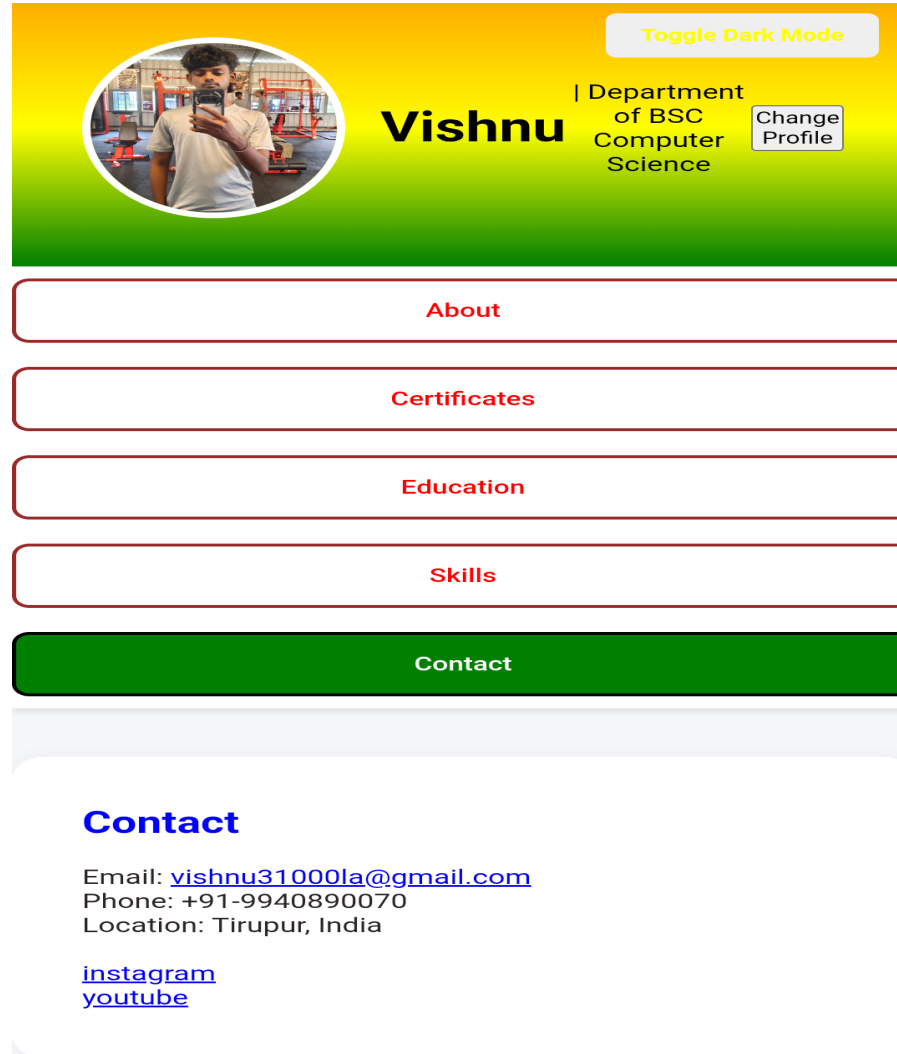 Toggle Dark Mode
Vishnu
| Department
of BSC
Computer
Science
Change
Profile
About
Certificates
Education
Skills
Contact
Contact
Email: vishnu31000la@gmail.com
Phone: +91-9940890070
Location: Tirupur, India
instagram
youtube